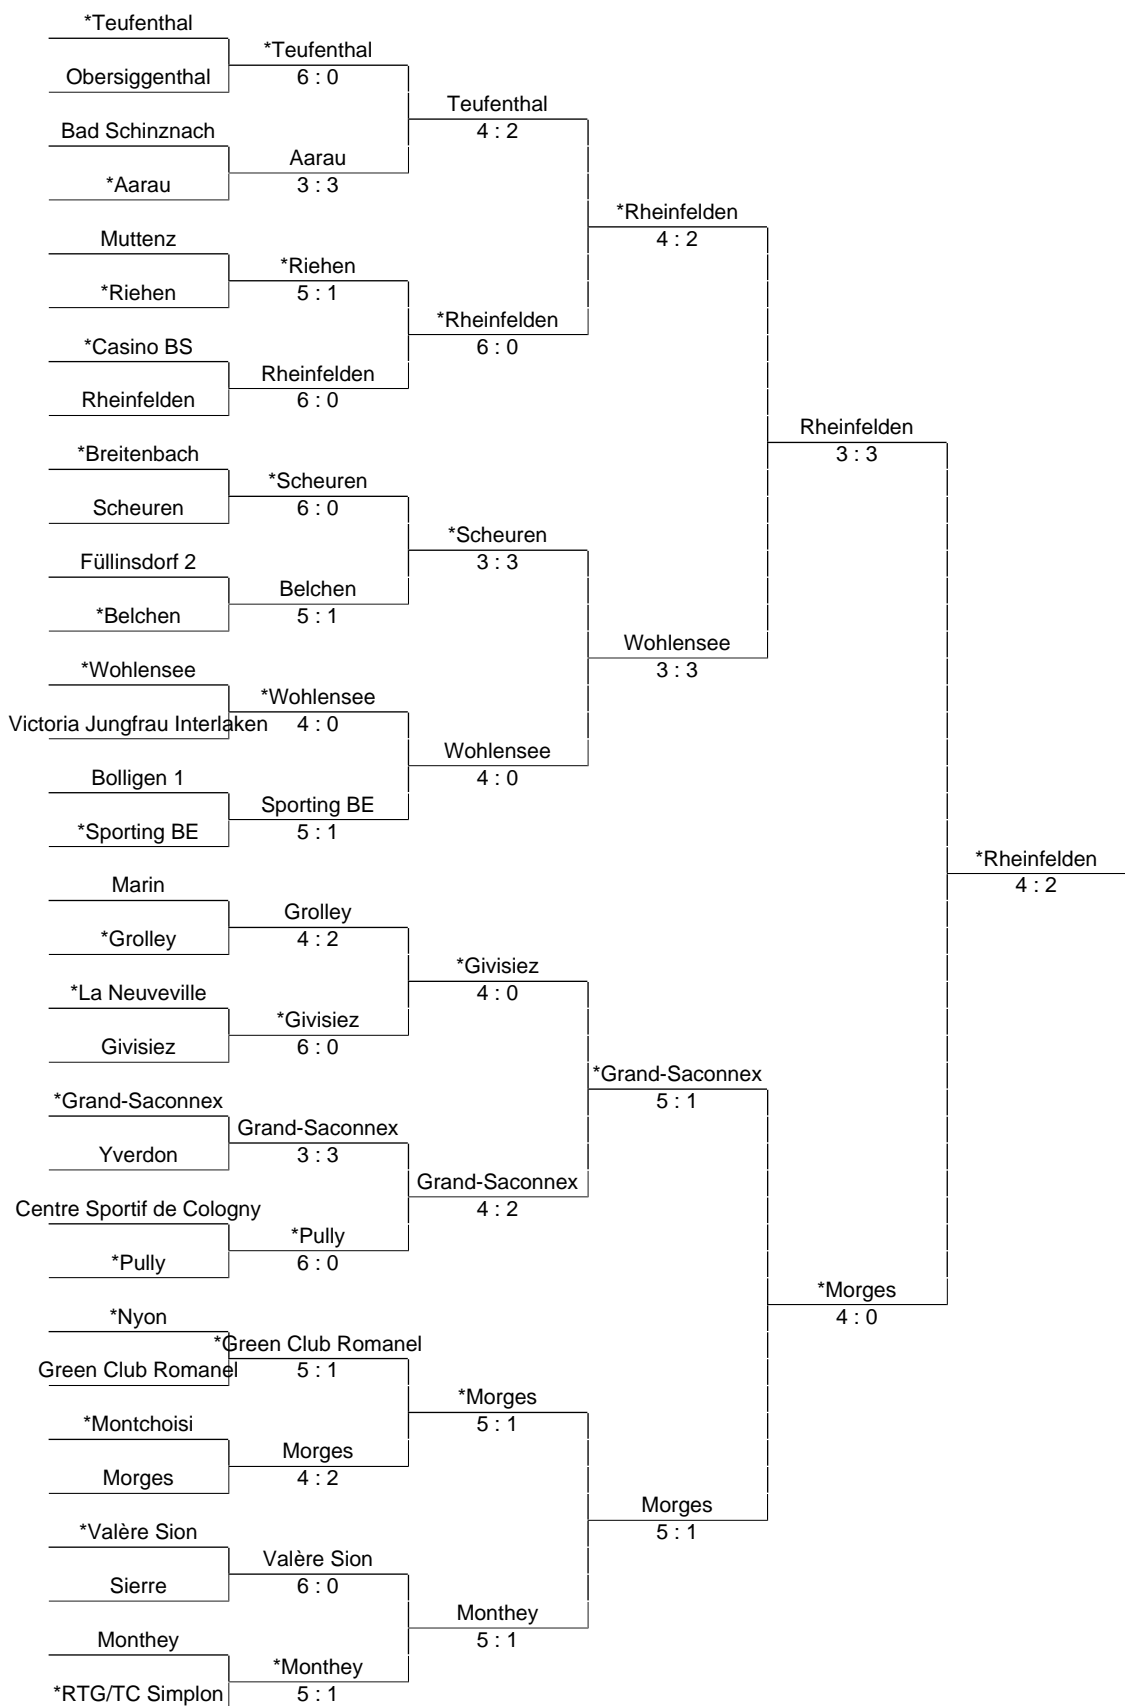 *Teufenthal
Obersiggenthal
Bad Schinznach
*Aarau
Muttenz
*Riehen
*Casino BS
Rheinfelden
*Breitenbach
Scheuren
Füllinsdorf 2
*Belchen
*Wohlensee
Victoria Jungfrau Interlaken
Bolligen 1
*Sporting BE
Marin
*Grolley
*La Neuveville
Givisiez
*Grand-Saconnex
Yverdon
Centre Sportif de Cologny
*Pully
*Nyon
Green Club Romanel
*Montchoisi
Morges
*Valère Sion
Sierre
Monthey
*RTG/TC Simplon
*Teufenthal
6 : 0
Aarau
3 : 3
*Riehen
5 : 1
Rheinfelden
6 : 0
*Scheuren
6 : 0
Belchen
5 : 1
*Wohlensee
4 : 0
Sporting BE
5 : 1
Grolley
4 : 2
*Givisiez
6 : 0
Grand-Saconnex
3 : 3
*Pully
6 : 0
*Green Club Romanel
5 : 1
Morges
4 : 2
Valère Sion
6 : 0
*Monthey
5 : 1
Teufenthal
4 : 2
*Rheinfelden
6 : 0
*Scheuren
3 : 3
Wohlensee
4 : 0
*Givisiez
4 : 0
Grand-Saconnex
4 : 2
*Morges
5 : 1
Monthey
5 : 1
*Rheinfelden
4 : 2
Wohlensee
3 : 3
*Grand-Saconnex
5 : 1
Morges
5 : 1
Rheinfelden
3 : 3
*Morges
4 : 0
*Rheinfelden
4 : 2